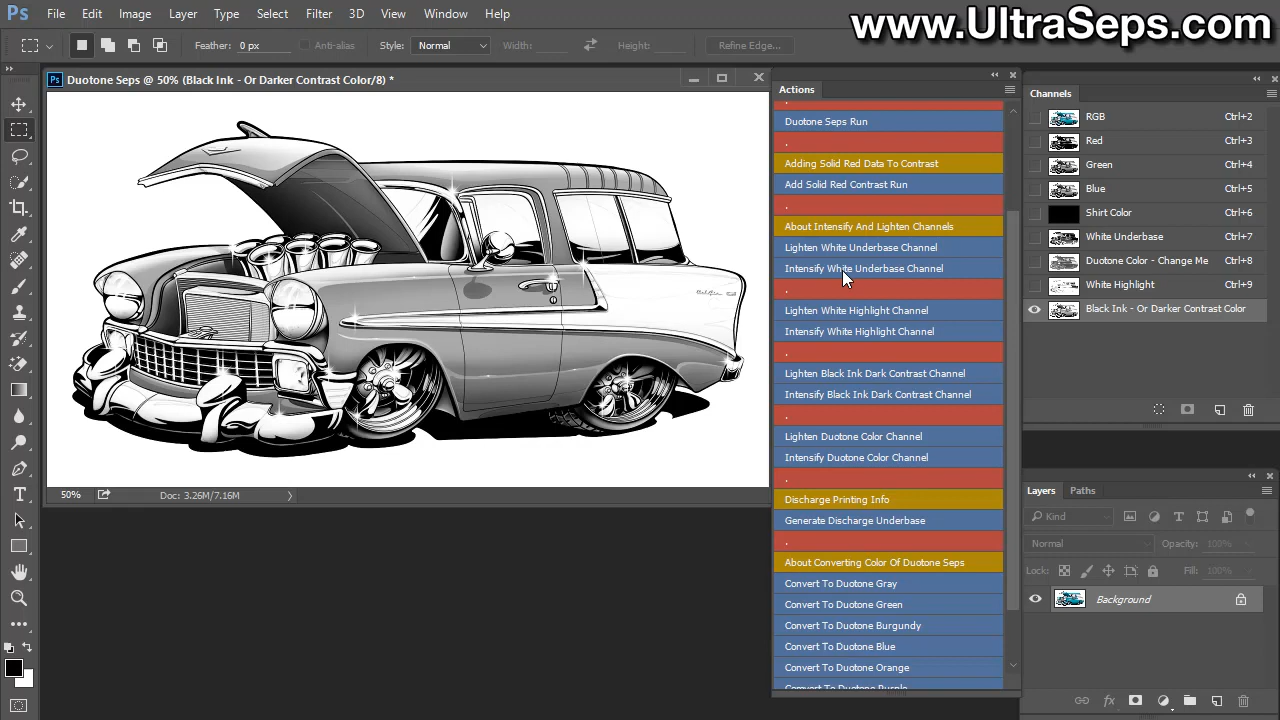 Ps File Edit Image Layer Type Select Filter 3D View Window Help
www.UltraSeps.com
Feather: 0 px Anti-alias Style: Normal Width: Height: Refine Edge...
Ps Duotone Seps @ 50% (Black Ink - Or Darker Contrast Color/8) *
50% Doc: 3.26M/7.16M
Actions
.
Duotone Seps Run
.
Adding Solid Red Data To Contrast
Add Solid Red Contrast Run
.
About Intensify And Lighten Channels
Lighten White Underbase Channel
Intensify White Underbase Channel
.
Lighten White Highlight Channel
Intensify White Highlight Channel
.
Lighten Black Ink Dark Contrast Channel
Intensify Black Ink Dark Contrast Channel
.
Lighten Duotone Color Channel
Intensify Duotone Color Channel
.
Discharge Printing Info
Generate Discharge Underbase
.
About Converting Color Of Duotone Seps
Convert To Duotone Gray
Convert To Duotone Green
Convert To Duotone Burgundy
Convert To Duotone Blue
Convert To Duotone Orange
Convert To Duotone Purple
Channels
RGB Ctrl+2
Red Ctrl+3
Green Ctrl+4
Blue Ctrl+5
Shirt Color Ctrl+6
White Underbase Ctrl+7
Duotone Color - Change Me Ctrl+8
White Highlight Ctrl+9
Black Ink - Or Darker Contrast Color
Layers Paths
Kind
Normal Opacity: 100%
Lock: Fill: 100%
Background
fx